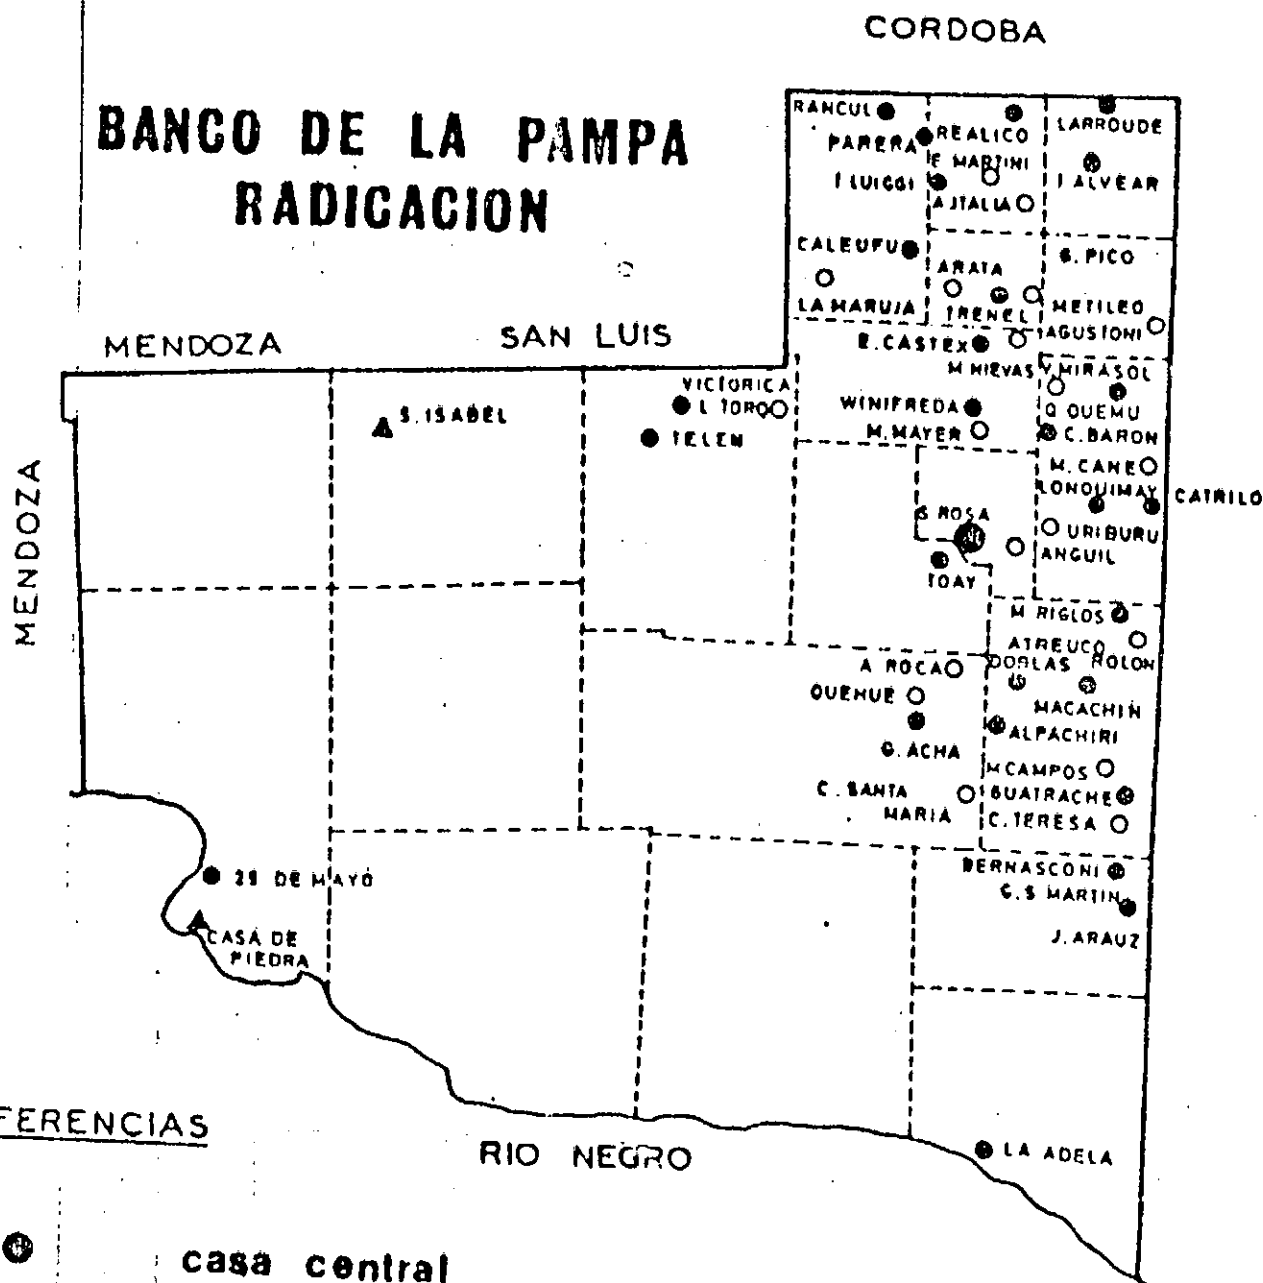 CORDOBA
BANCO DE LA PAMPA
RADICACION
RANCUL
REALICO
LARROUDE
PARERA
E MARTINI
I LUIGGI
I ALVEAR
A ITALIA
CALEUFU
G. PICO
ARATA
LA MARUJA
TRENEL
METILEO
AGUSTONI
MENDOZA
SAN LUIS
E. CASTEX
M NIEVAS
V. MIRASOL
VICTORICA
S. ISABEL
L TORO
WINIFREDA
Q QUEMU
TELEN
M. MAYER
C. BARON
M. CANE
LONQUIMAY
CATRILO
S ROSA
URIBURU
ANGUIL
MENDOZA
TOAY
M RIGLOS
ATREUCO
A ROCA
DOBLAS
ROLON
QUEHUE
MACACHIN
ALPACHIRI
G. ACHA
M CAMPOS
C. SANTA
MARIA
GUATRACHE
C. TERESA
BERNASCONI
25 DE MAYO
G. S MARTIN
CASA DE
PIEDRA
J. ARAUZ
FERENCIAS
RIO NEGRO
LA ADELA
casa central